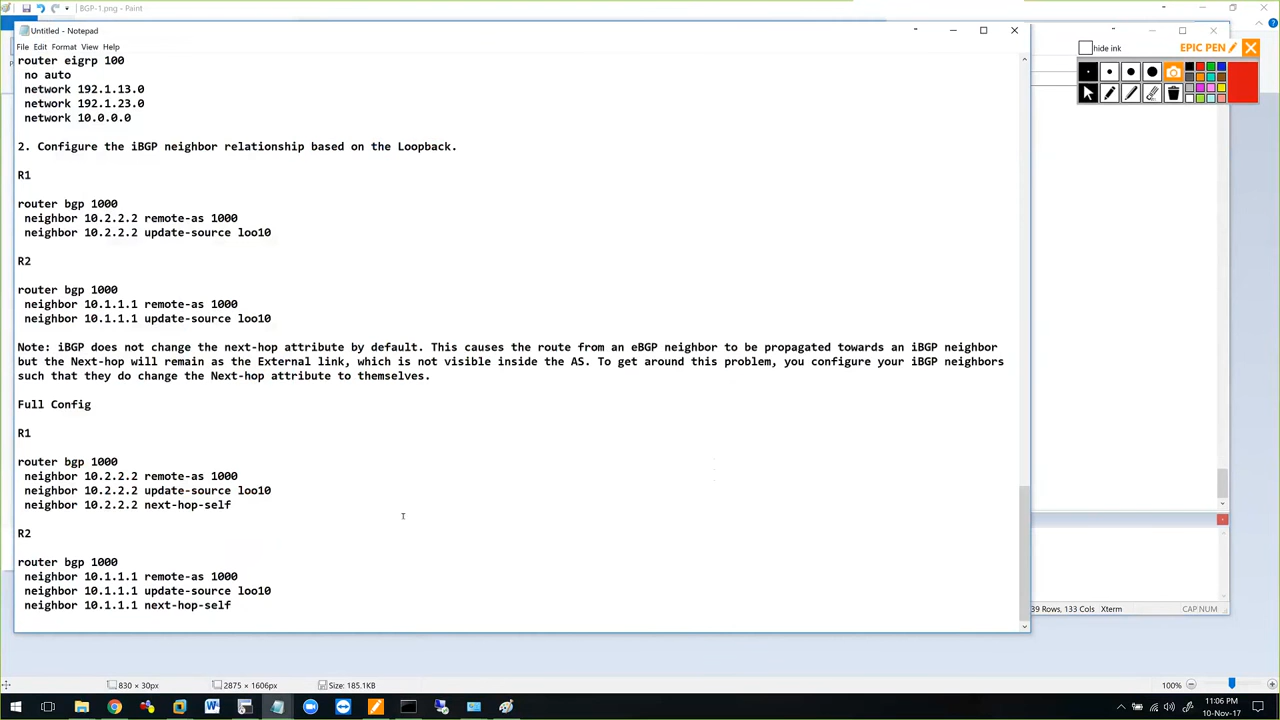 BGP-1.png - Paint
Untitled - Notepad
File Edit Format View Help
hide ink
EPIC PEN
router eigrp 100
no auto
network 192.1.13.0
network 192.1.23.0
network 10.0.0.0
2. Configure the iBGP neighbor relationship based on the Loopback.
R1
router bgp 1000
neighbor 10.2.2.2 remote-as 1000
neighbor 10.2.2.2 update-source loo10
R2
router bgp 1000
neighbor 10.1.1.1 remote-as 1000
neighbor 10.1.1.1 update-source loo10
Note: iBGP does not change the next-hop attribute by default. This causes the route from an eBGP neighbor to be propagated towards an iBGP neighbor
but the Next-hop will remain as the External link, which is not visible inside the AS. To get around this problem, you configure your iBGP neighbors
such that they do change the Next-hop attribute to themselves.
Full Config
R1
router bgp 1000
neighbor 10.2.2.2 remote-as 1000
neighbor 10.2.2.2 update-source loo10
neighbor 10.2.2.2 next-hop-self
R2
router bgp 1000
neighbor 10.1.1.1 remote-as 1000
neighbor 10.1.1.1 update-source loo10
neighbor 10.1.1.1 next-hop-self
39 Rows, 133 Cols Xterm CAP NUM
830 × 30px 2875 × 1606px Size: 185.1KB 100%
11:06 PM
10-Nov-17